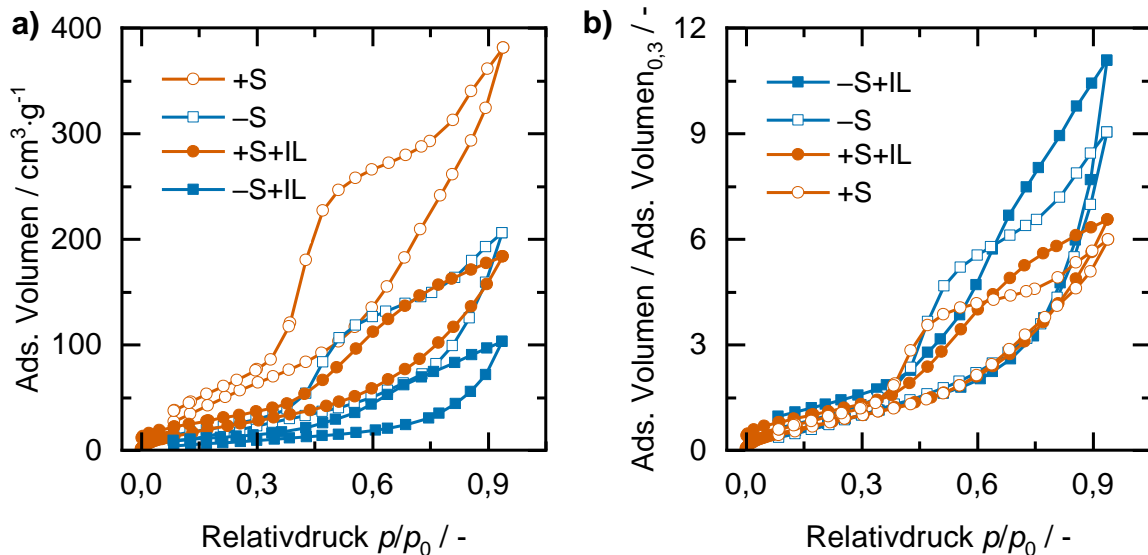 a)
Ads. Volumen / cm³·g⁻¹
400
300
200
100
0
+S
–S
+S+IL
–S+IL
0,0
0,3
0,6
0,9
Relativdruck p/p₀ / -
b)
Ads. Volumen / Ads. Volumen₀,₃ / -
12
9
6
3
0
–S+IL
–S
+S+IL
+S
0,0
0,3
0,6
0,9
Relativdruck p/p₀ / -